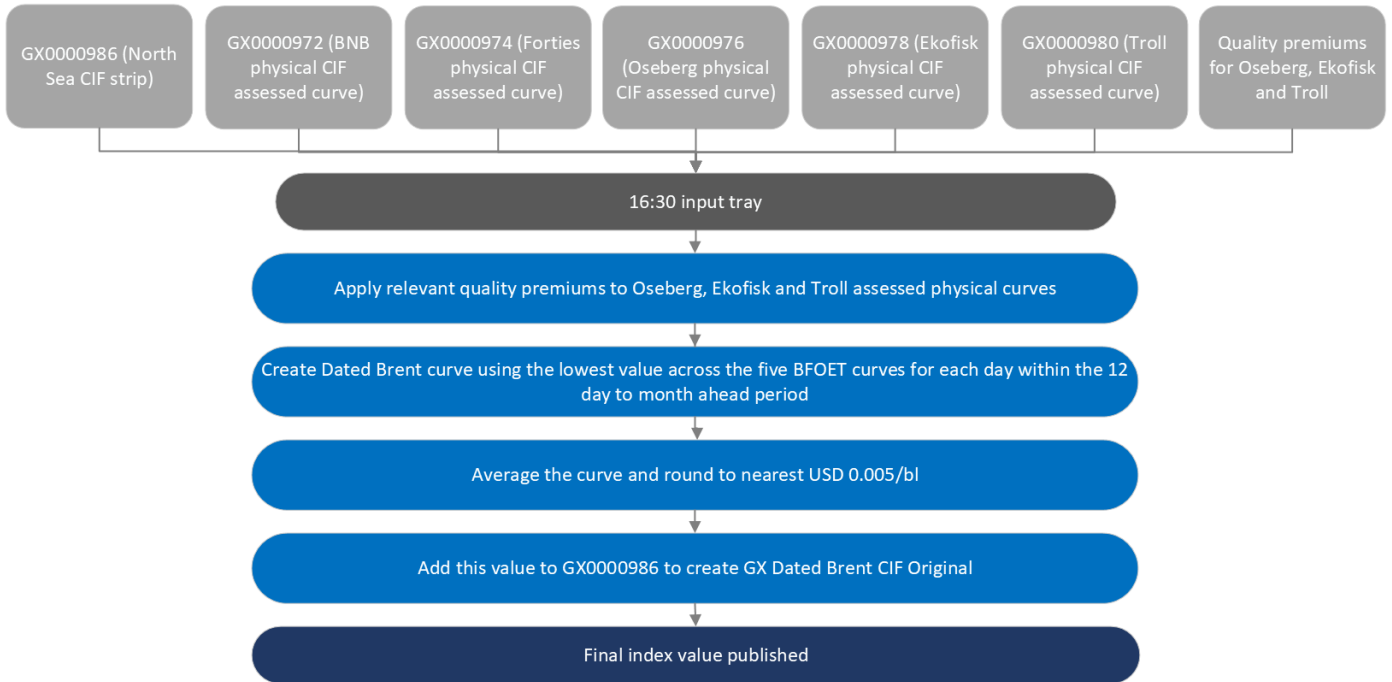 GX0000986 (North
Sea CIF strip)
GX0000972 (BNB
physical CIF
assessed curve)
GX0000974 (Forties
physical CIF
assessed curve)
GX0000976
(Oseberg physical
CIF assessed curve)
GX0000978 (Ekofisk
physical CIF
assessed curve)
GX0000980 (Troll
physical CIF
assessed curve)
Quality premiums
for Oseberg, Ekofisk
and Troll
16:30 input tray
Apply relevant quality premiums to Oseberg, Ekofisk and Troll assessed physical curves
Create Dated Brent curve using the lowest value across the five BFOET curves for each day within the 12
day to month ahead period
Average the curve and round to nearest USD 0.005/bl
Add this value to GX0000986 to create GX Dated Brent CIF Original
Final index value published